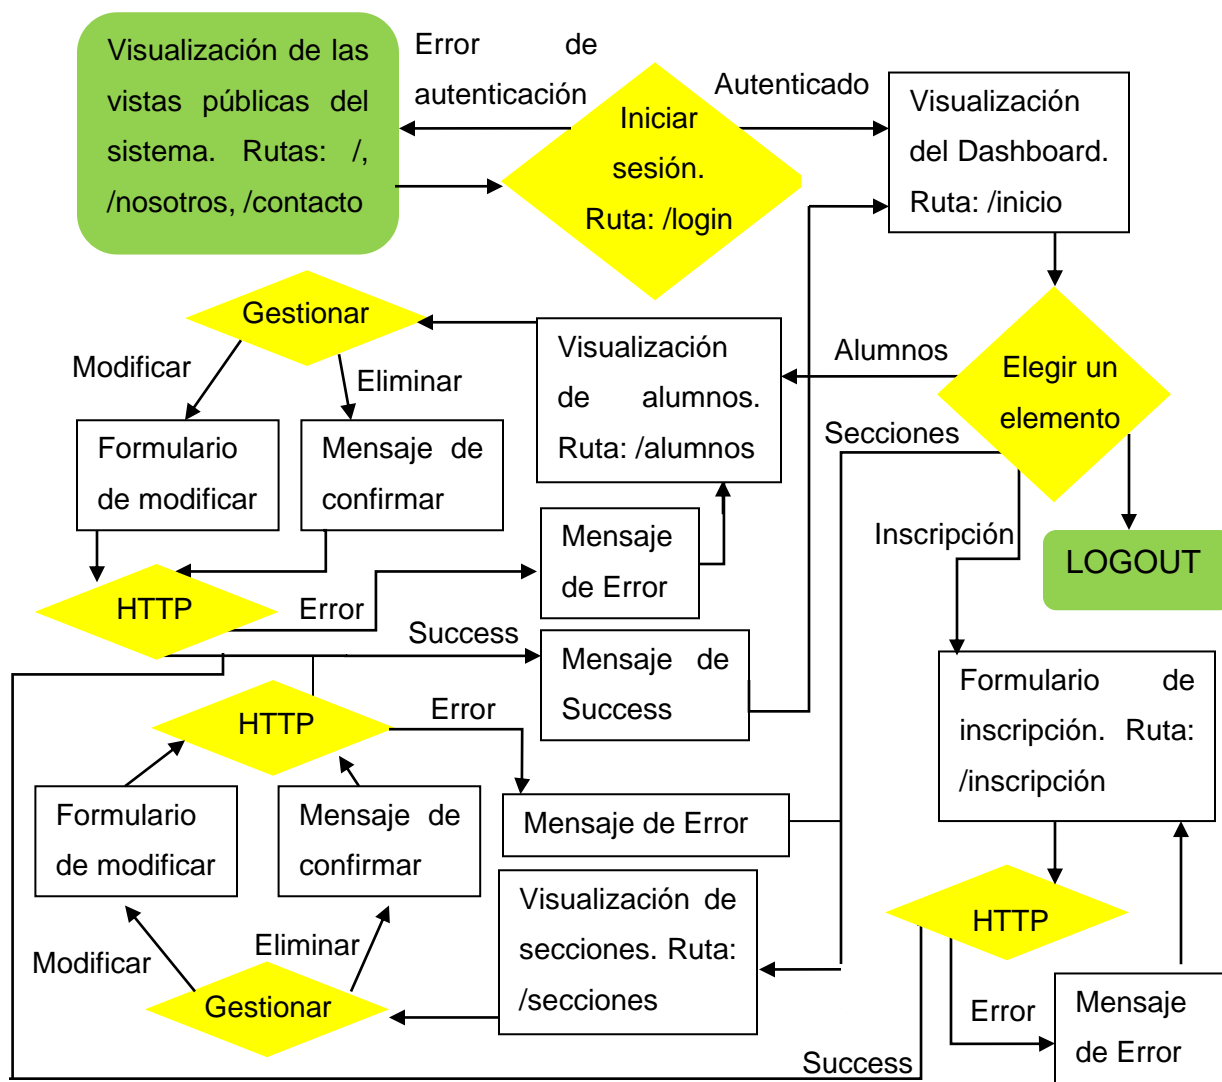 Visualización de las
vistas públicas del
sistema. Rutas: /,
/nosotros, /contacto
Error de
autenticación
Iniciar
sesión.
Ruta: /login
Autenticado
Visualización
del Dashboard.
Ruta: /inicio
Gestionar
Modificar
Eliminar
Visualización
de alumnos.
Ruta: /alumnos
Alumnos
Elegir un
elemento
Secciones
Formulario
de modificar
Mensaje de
confirmar
Inscripción
LOGOUT
Mensaje
de Error
HTTP
Error
Success
Mensaje de
Success
Formulario de
inscripción. Ruta:
/inscripción
HTTP
Error
Formulario
de modificar
Mensaje de
confirmar
Mensaje de Error
Visualización de
secciones. Ruta:
/secciones
HTTP
Modificar
Eliminar
Gestionar
Error
Mensaje
de Error
Success